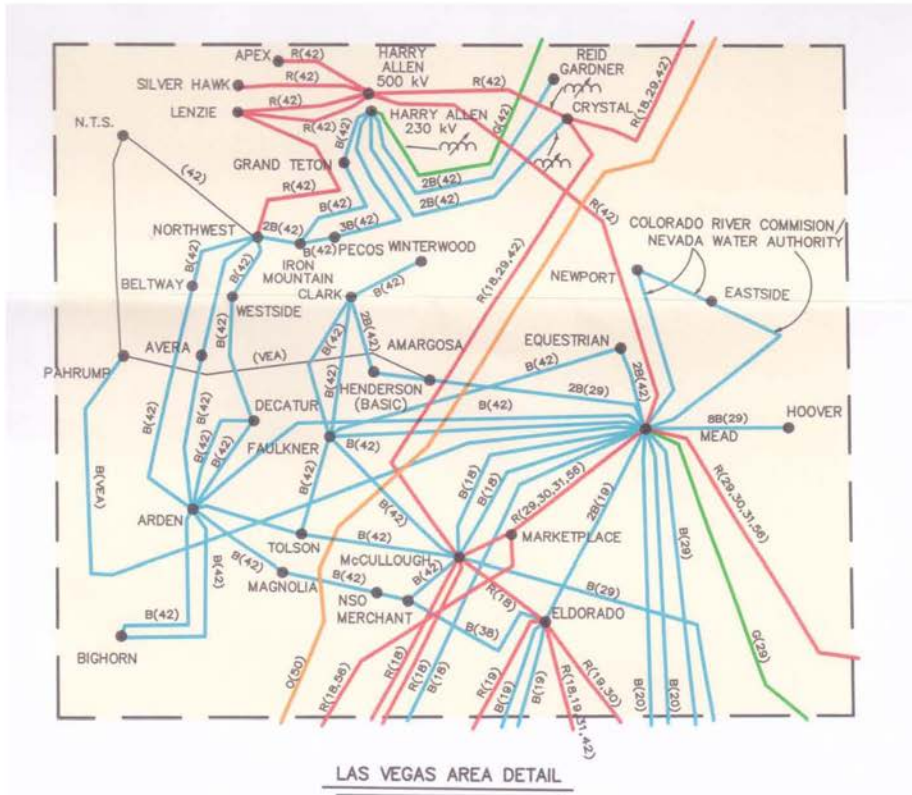 APEX
R(42)
HARRY
ALLEN
500 kV
REID
GARDNER
SILVER HAWK
R(42)
R(42)
CRYSTAL
R(18,29,42)
LENZIE
R(42)
R(42)
HARRY ALLEN
230 kV
G(42)
N.T.S.
B(42)
GRAND TETON
(42)
R(42)
B(42)
2B(42)
2B(42)
R(42)
COLORADO RIVER COMMISION/
NEVADA WATER AUTHORITY
NORTHWEST
2B(42)
B(42)
3B(42)
PECOS
IRON
MOUNTAIN
WINTERWOOD
R(18,29,42)
NEWPORT
EASTSIDE
B(42)
BELTWAY
B(42)
WESTSIDE
CLARK
B(42)
B(42)
2B(42)
AMARGOSA
EQUESTRIAN
PAHRUMP
AVERA
(VEA)
B(42)
B(42)
B(42)
2B(42)
HENDERSON
(BASIC)
2B(29)
B(42)
B(42)
DECATUR
B(42)
B(42)
FAULKNER
B(42)
B(42)
8B(29)
HOOVER
MEAD
B(VEA)
B(42)
B(42)
B(18)
B(18)
R(29,30,31,56)
2B(19)
R(29,30,31,56)
ARDEN
TOLSON
B(42)
McCULLOUGH
MARKETPLACE
B(29)
B(42)
B(42)
MAGNOLIA
B(42)
NSO
MERCHANT
B(42)
R(18)
B(29)
ELDORADO
B(42)
BIGHORN
B(38)
G(29)
O(50)
R(18,56)
R(18)
R(18)
B(18)
R(19)
B(19)
B(19)
R(18,19,31,42)
R(19,30)
B(20)
B(20)
LAS VEGAS AREA DETAIL